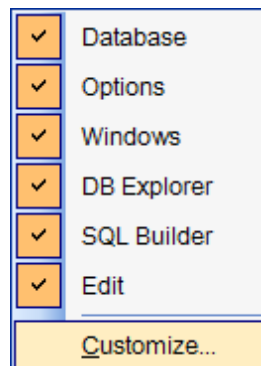 Database
Options
Windows
DB Explorer
SQL Builder
Edit
Customize...